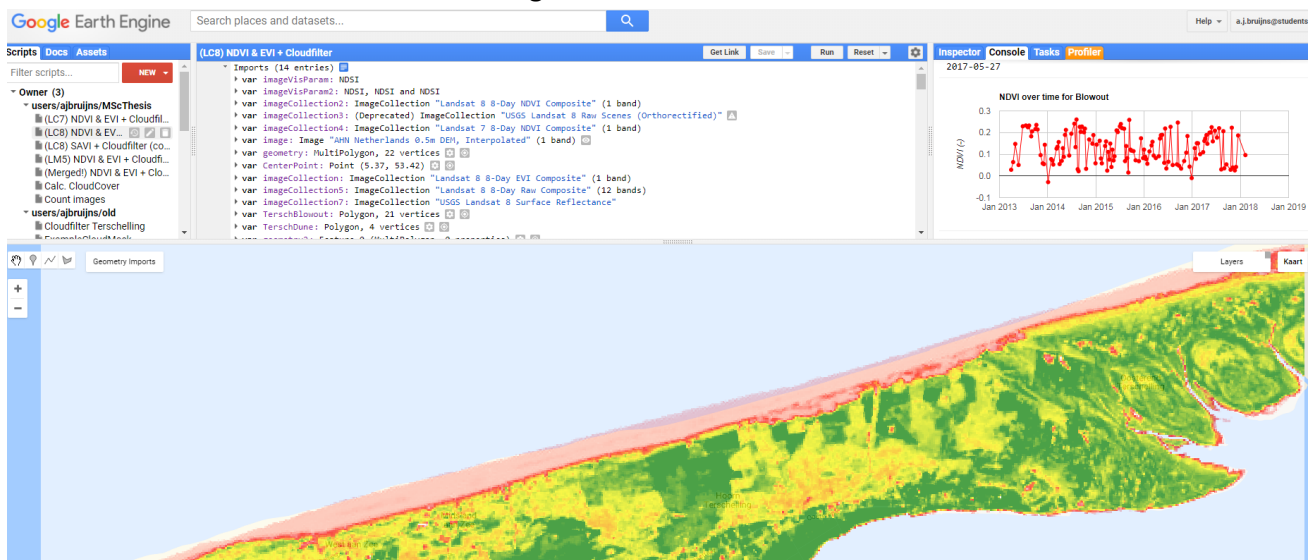 Google Earth Engine
Search places and datasets...
Help
a.j.bruijns@students
Scripts Docs Assets
(LC8) NDVI & EVI + Cloudfilter
Get Link Save Run Reset
Inspector Console Tasks Profiler
Filter scripts...
NEW
Owner (3)
users/ajbruijns/MScThesis
(LC7) NDVI & EVI + Cloudfil...
(LC8) NDVI & EV...
(LC8) SAVI + Cloudfilter (co...
(LM5) NDVI & EVI + Cloudfi...
(Merged!) NDVI & EVI + Clo...
Calc. CloudCover
Count images
users/ajbruijns/old
Cloudfilter Terschelling
ExampleCloudMask
Imports (14 entries)
var imageVisParam: NDSI
var imageVisParam2: NDSI, NDSI and NDSI
var imageCollection2: ImageCollection "Landsat 8 8-Day NDVI Composite" (1 band)
var imageCollection3: (Deprecated) ImageCollection "USGS Landsat 8 Raw Scenes (Orthorectified)"
var imageCollection4: ImageCollection "Landsat 7 8-Day NDVI Composite" (1 band)
var image: Image "AHN Netherlands 0.5m DEM, Interpolated" (1 band)
var geometry: MultiPolygon, 22 vertices
var CenterPoint: Point (5.37, 53.42)
var imageCollection: ImageCollection "Landsat 8 8-Day EVI Composite" (1 band)
var imageCollection5: ImageCollection "Landsat 8 8-Day Raw Composite" (12 bands)
var imageCollection7: ImageCollection "USGS Landsat 8 Surface Reflectance"
var TerschBlowout: Polygon, 21 vertices
var TerschDune: Polygon, 4 vertices
2017-05-27
NDVI over time for Blowout
NDVI (-)
0.3
0.2
0.1
0.0
-0.1
Jan 2013 Jan 2014 Jan 2015 Jan 2016 Jan 2017 Jan 2018 Jan 2019
Geometry Imports
Layers
Kaart
+
−